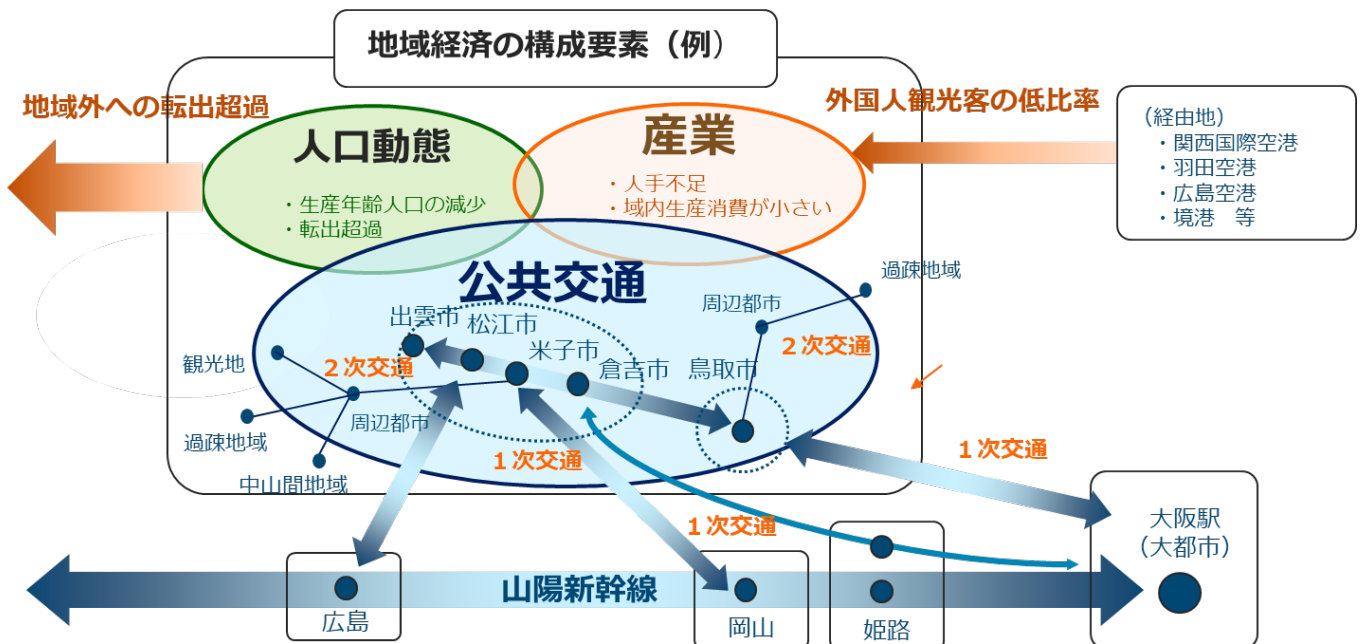 地域経済の構成要素（例）
地域外への転出超過
外国人観光客の低比率
（経由地）
・関西国際空港
・羽田空港
・広島空港
・境港　等
人口動態
・生産年齢人口の減少
・転出超過
産業
・人手不足
・域内生産消費が小さい
公共交通
過疎地域
周辺都市
２次交通
出雲市
松江市
米子市
倉吉市
鳥取市
観光地
２次交通
周辺都市
過疎地域
中山間地域
１次交通
１次交通
１次交通
大阪駅
（大都市）
山陽新幹線
広島
岡山
姫路